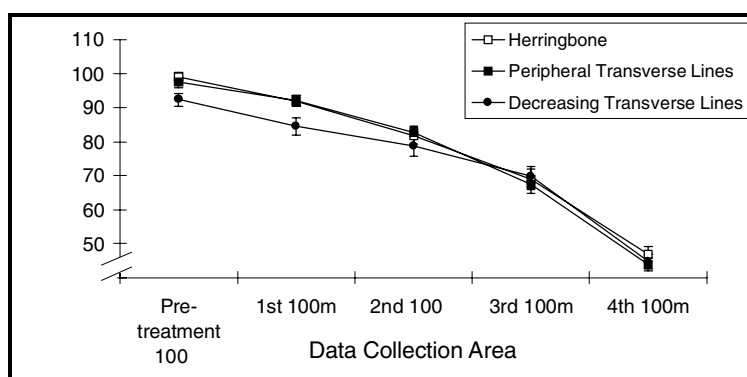 110
100
90
80
70
60
50
Herringbone
Peripheral Transverse Lines
Decreasing Transverse Lines
Pre-
treatment
100
1st 100m
2nd 100
3rd 100m
4th 100m
Data Collection Area